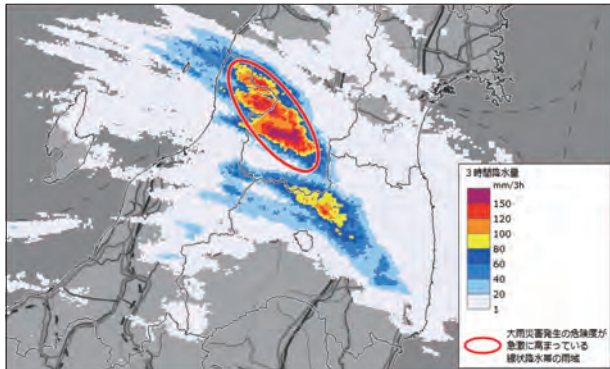 3時間降水量
mm/3h
150
120
100
80
60
40
20
1
大雨災害発生の危険度が
急激に高まっている
線状降水帯の雨域